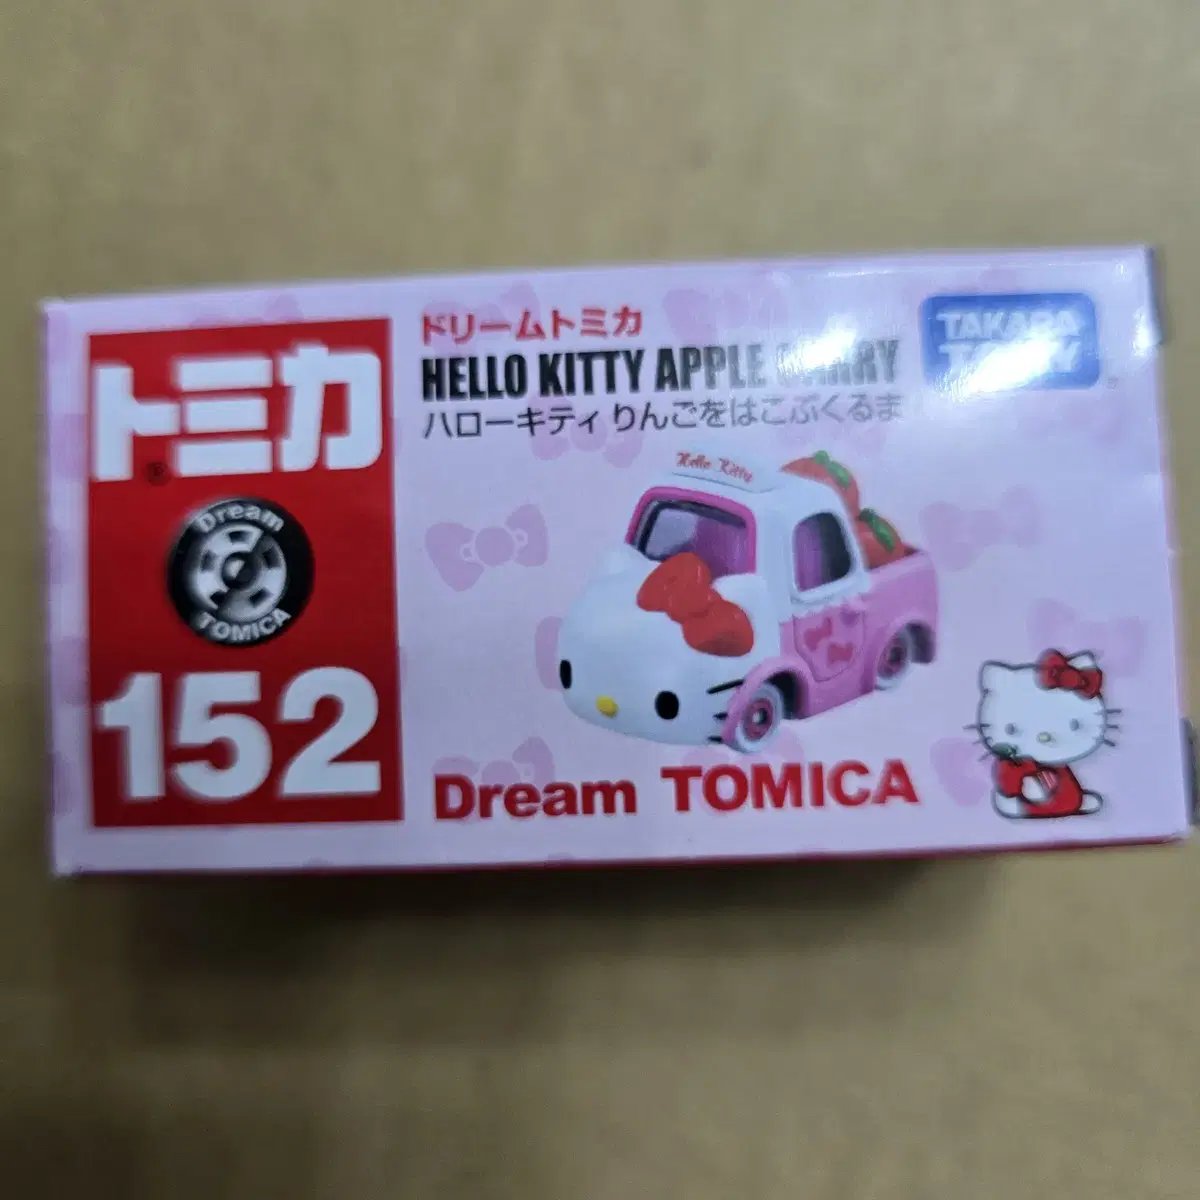 トミカ
®
Dream
TOMICA
152
ドリームトミカ
HELLO KITTY APPLE
ハローキティ りんごをはこぶくるま
TAKARA
TOMY
®
Hello Kitty
Dream TOMICA